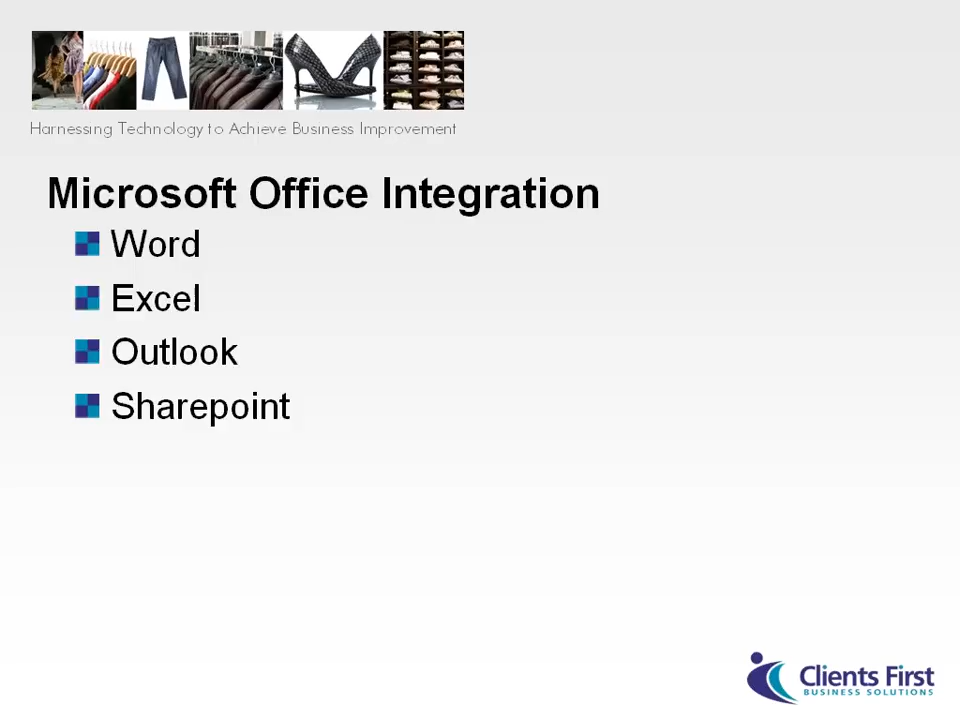 Harnessing Technology to Achieve Business Improvement
Microsoft Office Integration
Word
Excel
Outlook
Sharepoint
Clients First
BUSINESS SOLUTIONS